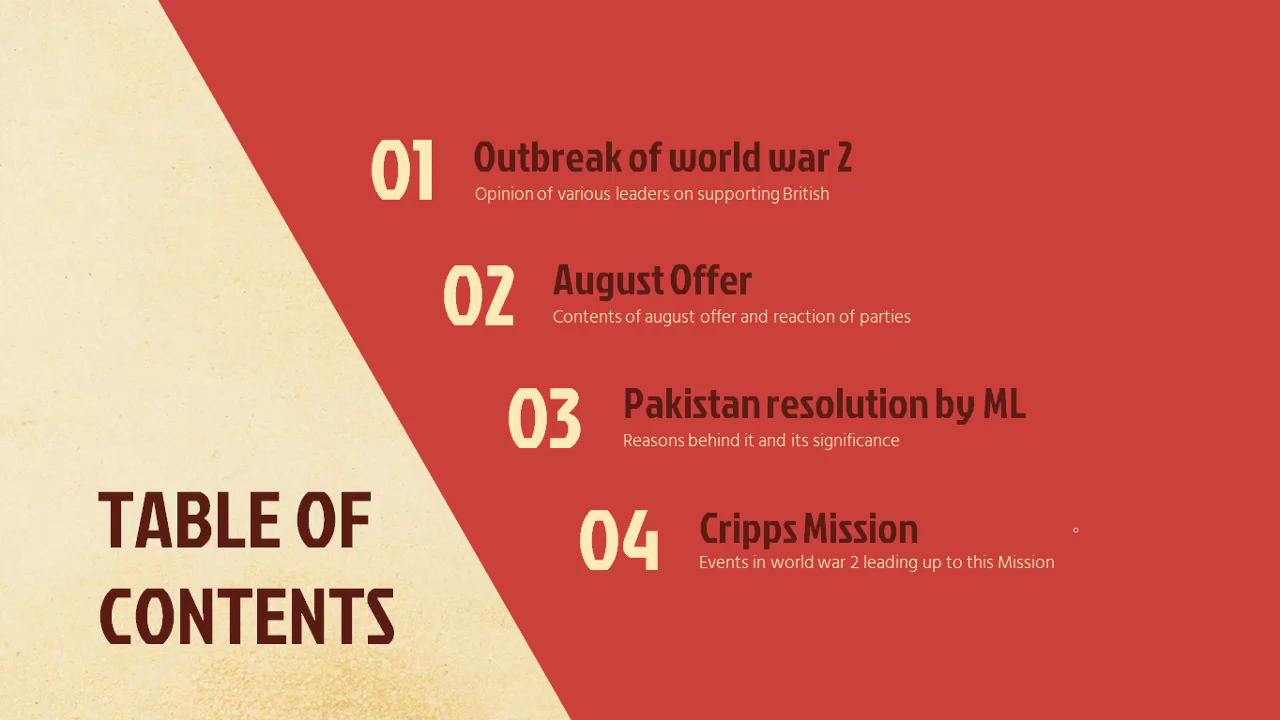 01 Outbreak of world war 2
Opinion of various leaders on supporting British
02 August Offer
Contents of august offer and reaction of parties
03 Pakistan resolution by ML
Reasons behind it and its significance
04 Cripps Mission
Events in world war 2 leading up to this Mission
TABLE OF
CONTENTS